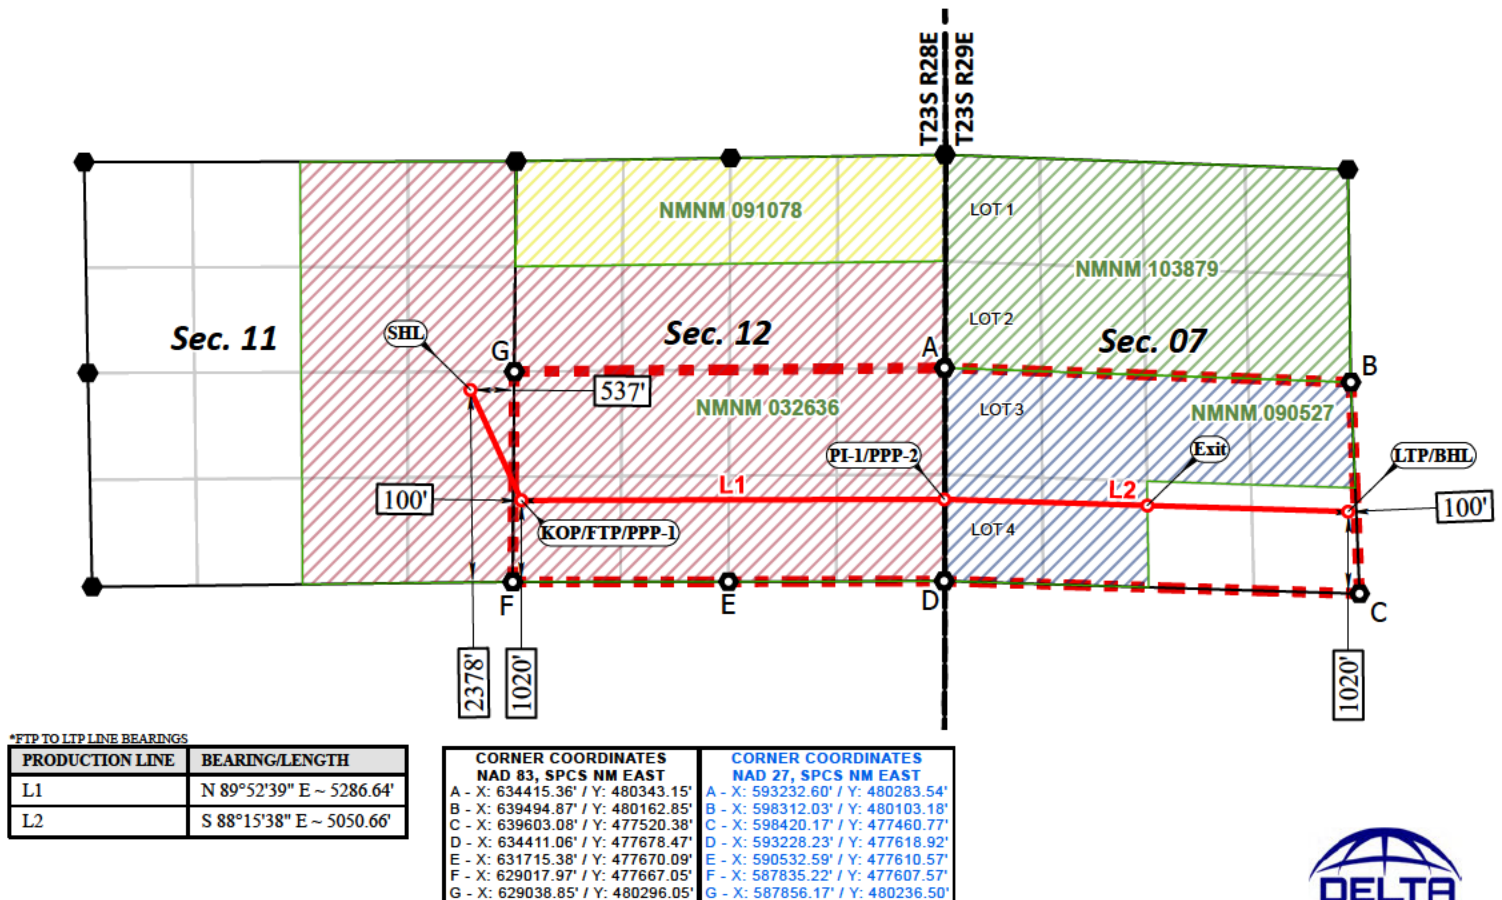 T23S R28E
T23S R29E
NMNM 091078
LOT 1
NMNM 103879
LOT 2
Sec. 11
SHL
Sec. 12
Sec. 07
G
A
B
537'
NMNM 032636
LOT 3
NMNM 090527
PI-1/PPP-2
Exit
LTP/BHL
100'
L1
L2
100'
KOP/FTP/PPP-1
LOT 4
F
E
D
C
2378'
1020'
1020'
*FTP TO LTP LINE BEARINGS
PRODUCTION LINE BEARING/LENGTH
L1 N 89°52'39" E ~ 5286.64'
L2 S 88°15'38" E ~ 5050.66'
CORNER COORDINATES
NAD 83, SPCS NM EAST
A - X: 634415.36' / Y: 480343.15'
B - X: 639494.87' / Y: 480162.85'
C - X: 639603.08' / Y: 477520.38'
D - X: 634411.06' / Y: 477678.47'
E - X: 631715.38' / Y: 477670.09'
F - X: 629017.97' / Y: 477667.05'
G - X: 629038.85' / Y: 480296.05'
CORNER COORDINATES
NAD 27, SPCS NM EAST
A - X: 593232.60' / Y: 480283.54'
B - X: 598312.03' / Y: 480103.18'
C - X: 598420.17' / Y: 477460.77'
D - X: 593228.23' / Y: 477618.92'
E - X: 590532.59' / Y: 477610.57'
F - X: 587835.22' / Y: 477607.57'
G - X: 587856.17' / Y: 480236.50'
DELTA